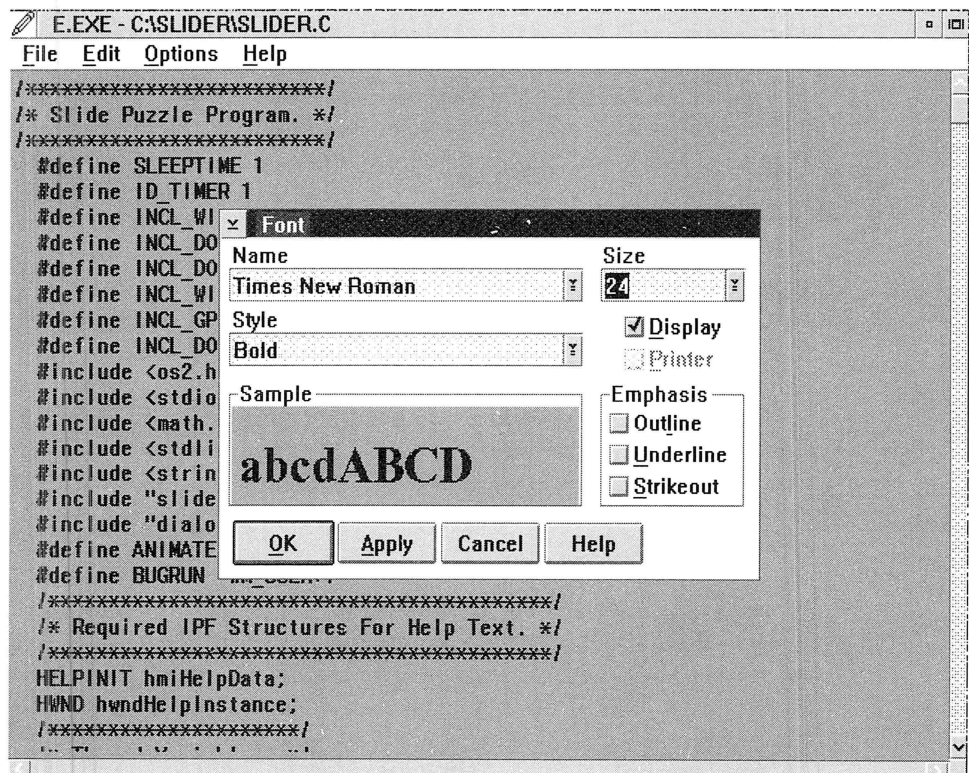 E.EXE - C:\SLIDER\SLIDER.C
File Edit Options Help
/*************************/
/* Slide Puzzle Program. */
/*************************/
#define SLEEPTIME 1
#define ID_TIMER 1
#define INCL_WI
#define INCL_DO
#define INCL_DO
#define INCL_WI
#define INCL_GP
#define INCL_DO
#include <os2.h
#include <stdio
#include <math.
#include <stdli
#include <strin
#include "slide
#include "dialo
#define ANIMATE
#define BUGRUN
/******************************************/
/* Required IPF Structures For Help Text. */
/******************************************/
HELPINIT hmiHelpData;
HWND hwndHelpInstance;
/*********************/
Font
Name
Times New Roman
Size
24
Style
Bold
Display
Printer
Sample
abcdABCD
Emphasis
Outline
Underline
Strikeout
OK Apply Cancel Help